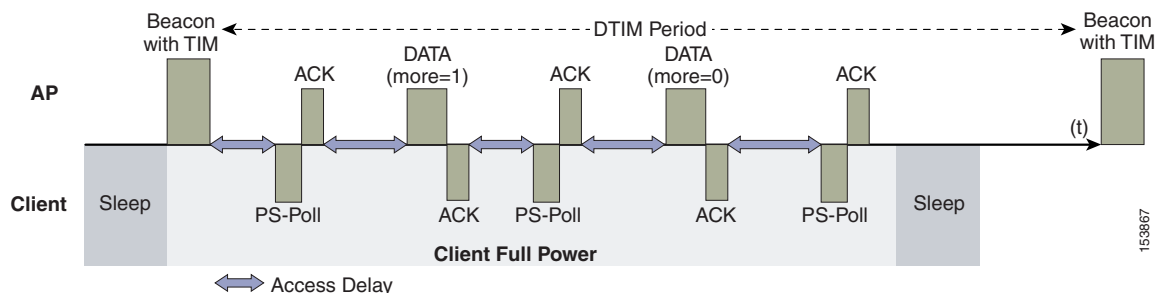 Beacon
with TIM
DTIM Period
Beacon
with TIM
ACK
DATA
(more=1)
ACK
DATA
(more=0)
ACK
AP
(t)
Client
Sleep
PS-Poll
ACK
PS-Poll
ACK
PS-Poll
Sleep
Client Full Power
Access Delay
153867